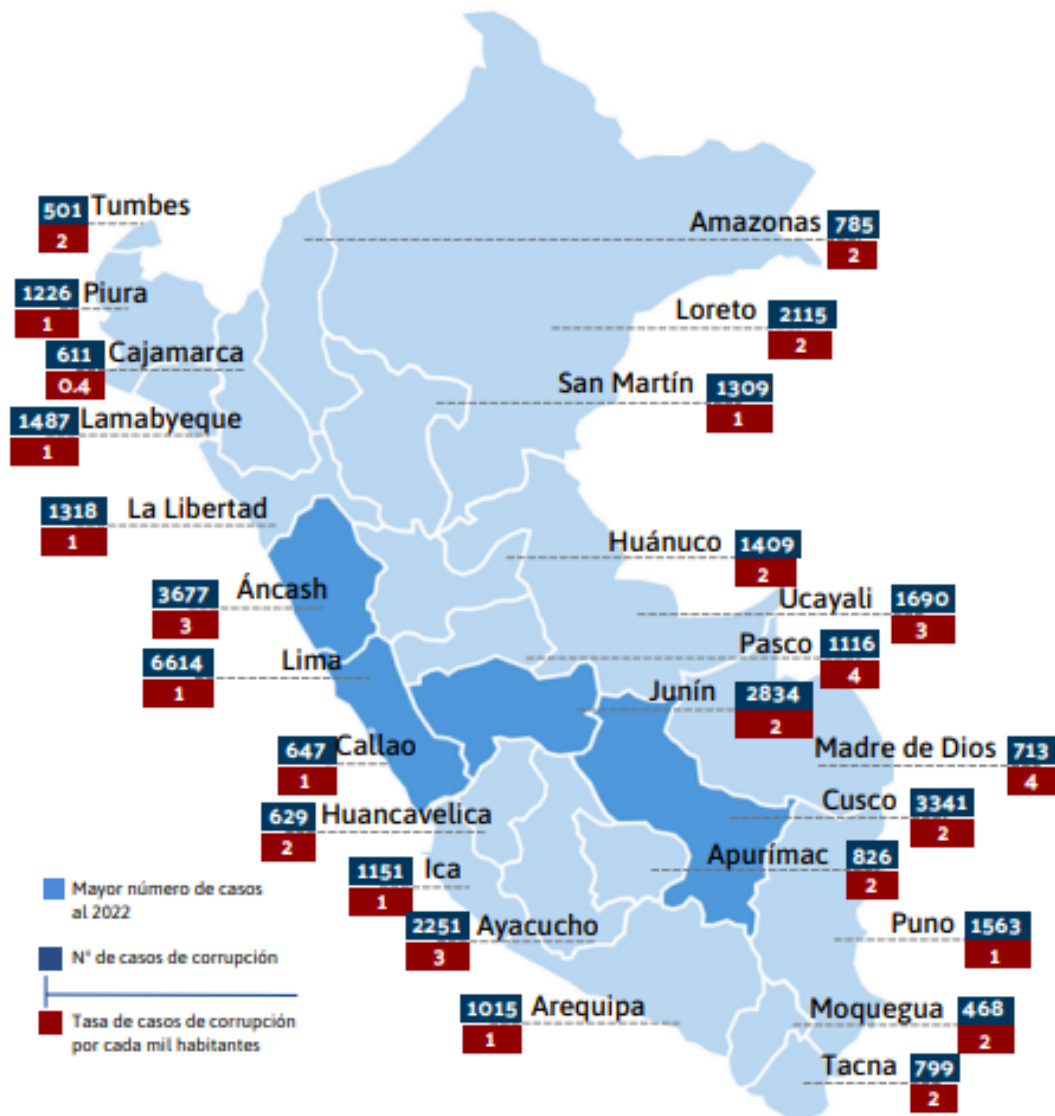 501 Tumbes
2
Amazonas 785
2
1226 Piura
1
Loreto 2115
2
611 Cajamarca
0.4
San Martín 1309
1
1487 Lamabyeque
1
1318 La Libertad
1
Huánuco 1409
2
3677 Áncash
3
Ucayali 1690
3
6614 Lima
1
Pasco 1116
4
Junín 2834
2
647 Callao
1
Madre de Dios 713
4
629 Huancavelica
2
Cusco 3341
2
1151 Ica
1
Apurímac 826
2
2251 Ayacucho
3
Puno 1563
1
1015 Arequipa
1
Moquegua 468
2
Tacna 799
2
Mayor número de casos
al 2022
N° de casos de corrupción
Tasa de casos de corrupción
por cada mil habitantes